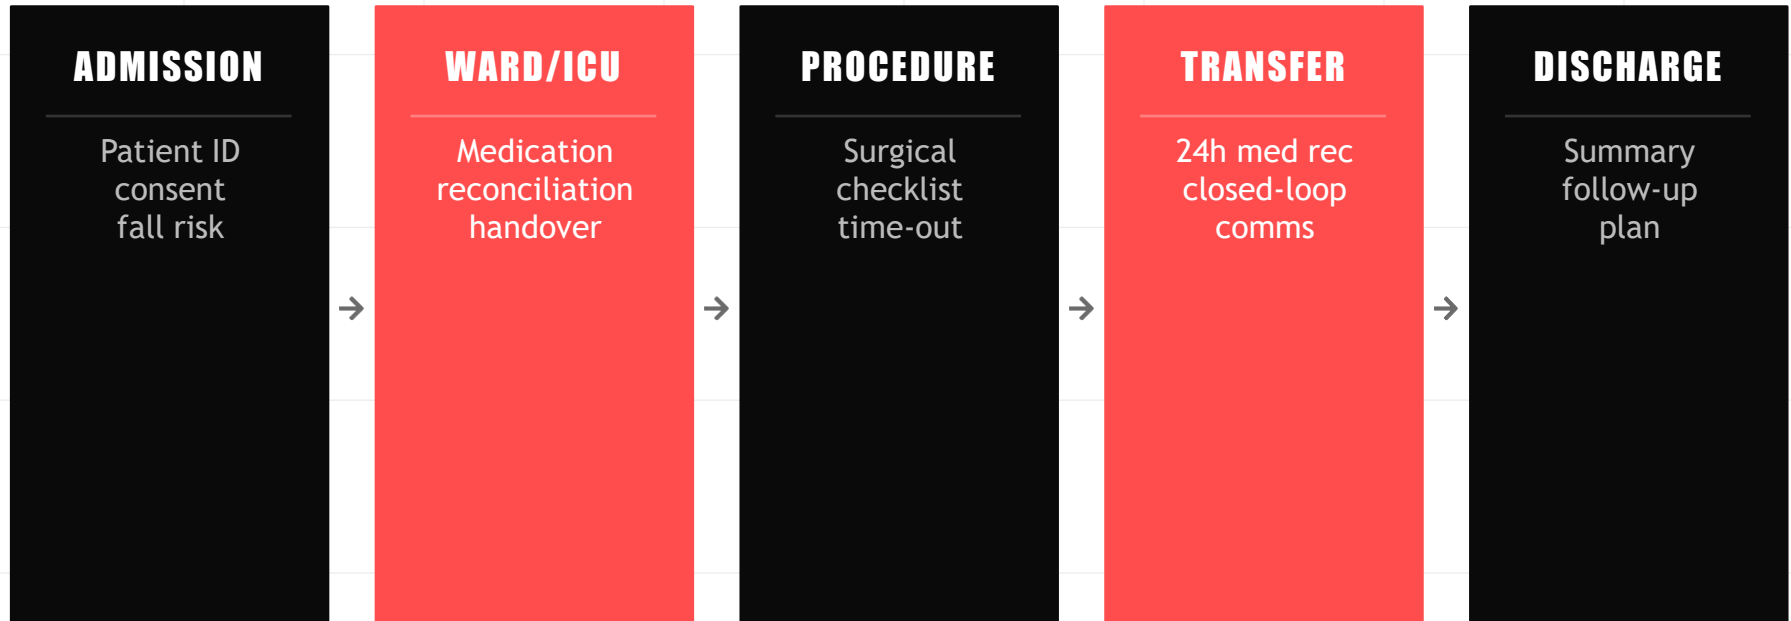 ADMISSION
Patient ID
consent
fall risk
→
WARD/ICU
Medication
reconciliation
handover
→
PROCEDURE
Surgical
checklist
time-out
→
TRANSFER
24h med rec
closed-loop
comms
→
DISCHARGE
Summary
follow-up
plan